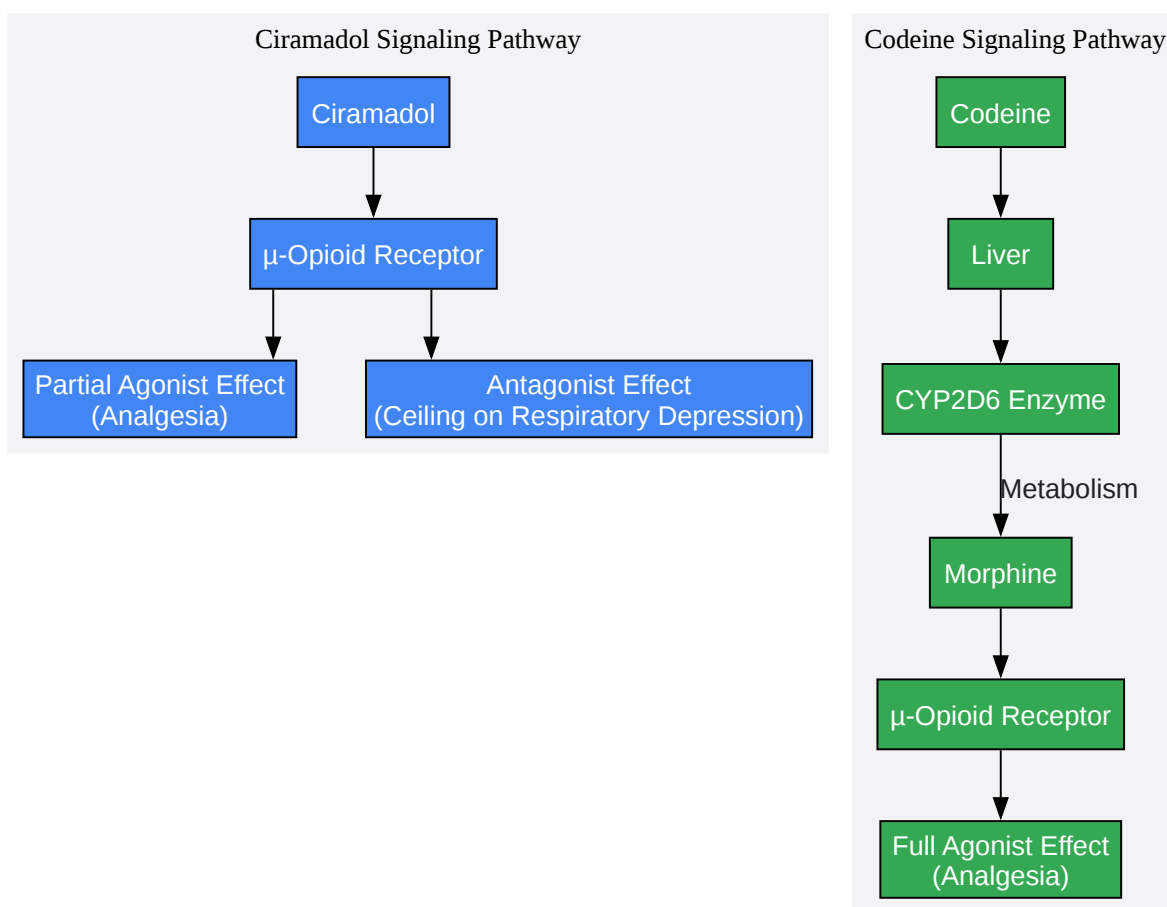 Ciramadol Signaling Pathway
Ciramadol
µ-Opioid Receptor
Partial Agonist Effect
(Analgesia)
Antagonist Effect
(Ceiling on Respiratory Depression)
Codeine Signaling Pathway
Codeine
Liver
CYP2D6 Enzyme
Metabolism
Morphine
µ-Opioid Receptor
Full Agonist Effect
(Analgesia)